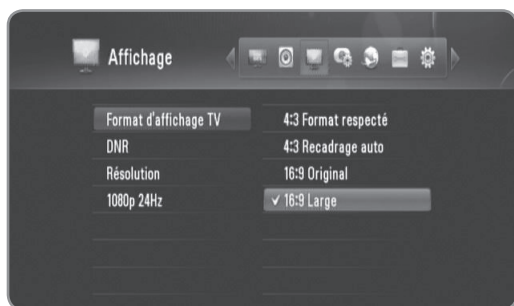 Affichage
Format d'affichage TV
DNR
Résolution
1080p 24Hz
4:3 Format respecté
4:3 Recadrage auto
16:9 Original
✓ 16:9 Large